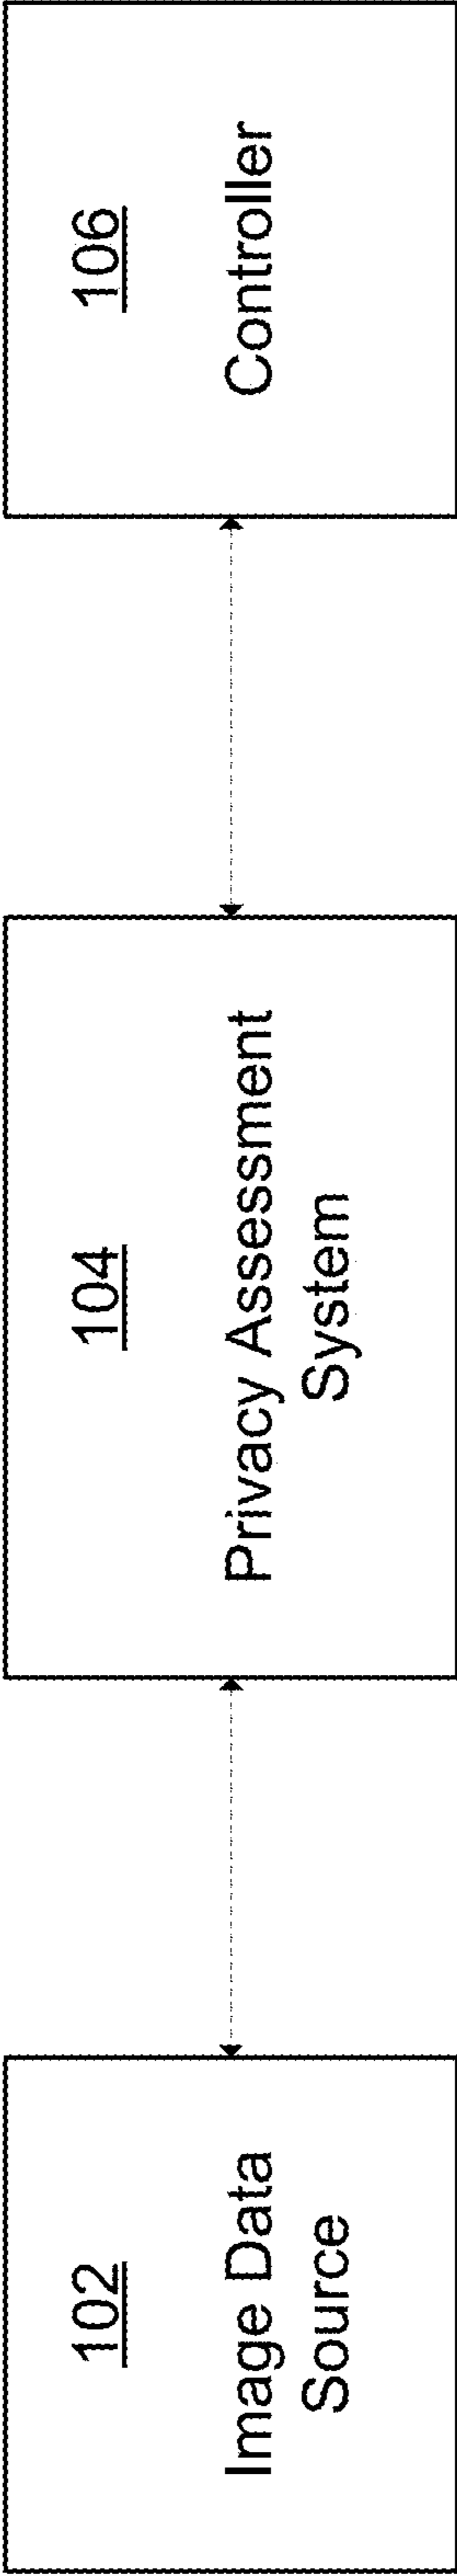 102
Image Data
Source
104
Privacy Assessment
System
106
Controller